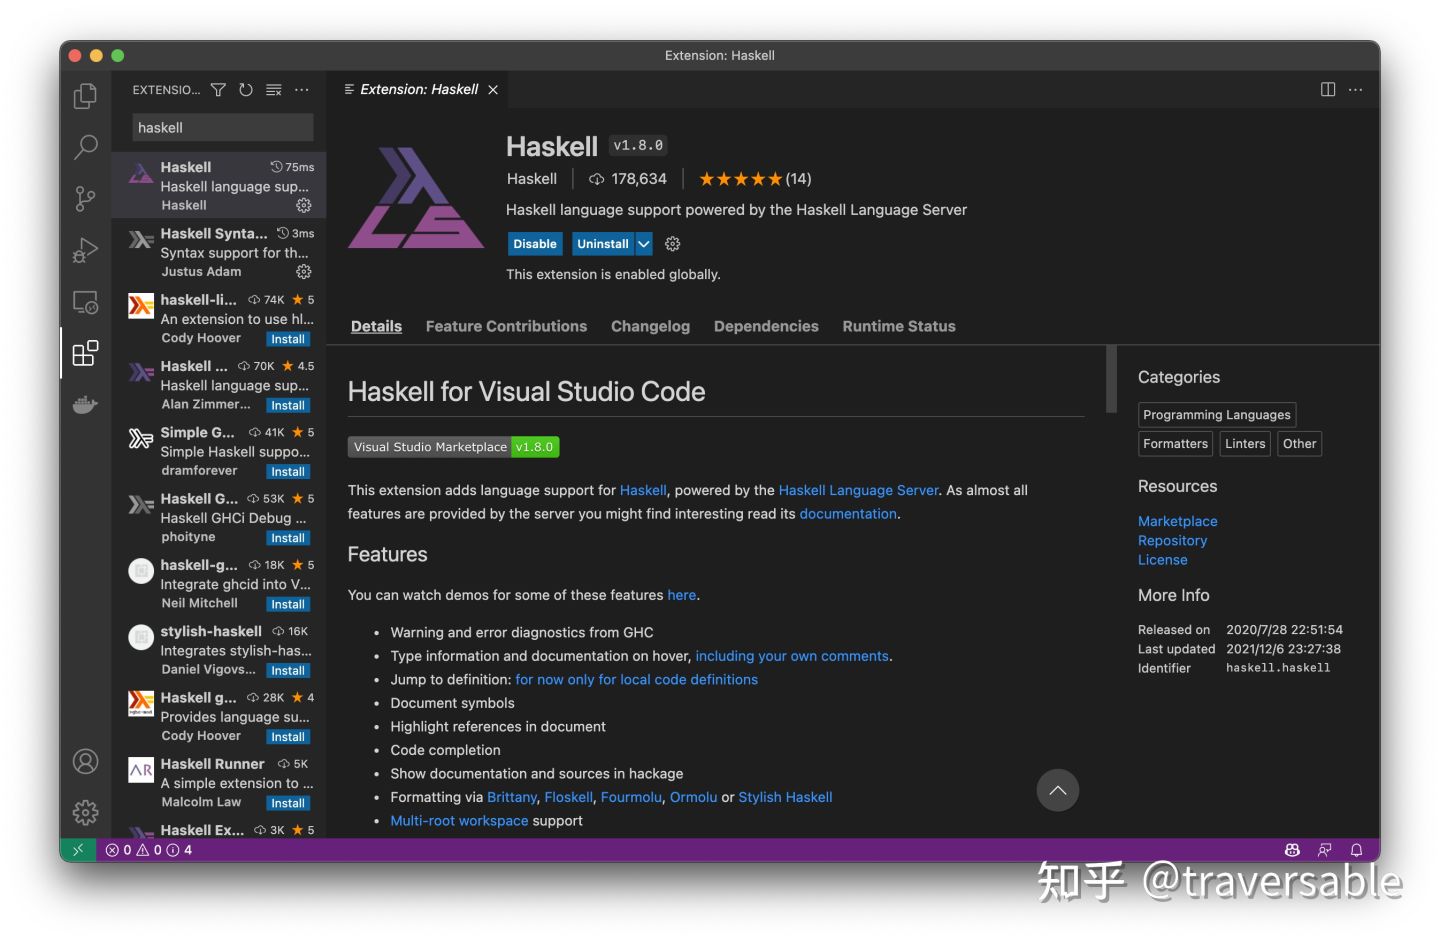 Extension: Haskell
EXTENSIO...
haskell
Haskell 75ms
Haskell language sup...
Haskell
Haskell Synta... 3ms
Syntax support for th...
Justus Adam
haskell-li... 74K ★ 5
An extension to use hl...
Cody Hoover Install
Haskell ... 70K ★ 4.5
Haskell language sup...
Alan Zimmer... Install
Simple G... 41K ★ 5
Simple Haskell suppo...
dramforever Install
Haskell G... 53K ★ 5
Haskell GHCi Debug ...
phoityne Install
haskell-g... 18K ★ 5
Integrate ghcid into V...
Neil Mitchell Install
stylish-haskell 16K
Integrates stylish-has...
Daniel Vigovs... Install
Haskell g... 28K ★ 4
Provides language su...
Cody Hoover Install
Haskell Runner 5K
A simple extension to ...
Malcolm Law Install
Haskell Ex... 3K ★ 5
Extension: Haskell
Haskell v1.8.0
Haskell 178,634 ★★★★★(14)
Haskell language support powered by the Haskell Language Server
Disable Uninstall
This extension is enabled globally.
Details Feature Contributions Changelog Dependencies Runtime Status
Haskell for Visual Studio Code
Visual Studio Marketplace v1.8.0
This extension adds language support for Haskell, powered by the Haskell Language Server. As almost all
features are provided by the server you might find interesting read its documentation.
Features
You can watch demos for some of these features here.
• Warning and error diagnostics from GHC
• Type information and documentation on hover, including your own comments.
• Jump to definition: for now only for local code definitions
• Document symbols
• Highlight references in document
• Code completion
• Show documentation and sources in hackage
• Formatting via Brittany, Floskell, Fourmolu, Ormolu or Stylish Haskell
• Multi-root workspace support
Categories
Programming Languages
Formatters Linters Other
Resources
Marketplace
Repository
License
More Info
Released on 2020/7/28 22:51:54
Last updated 2021/12/6 23:27:38
Identifier haskell.haskell
0 0 4
知乎 @traversable